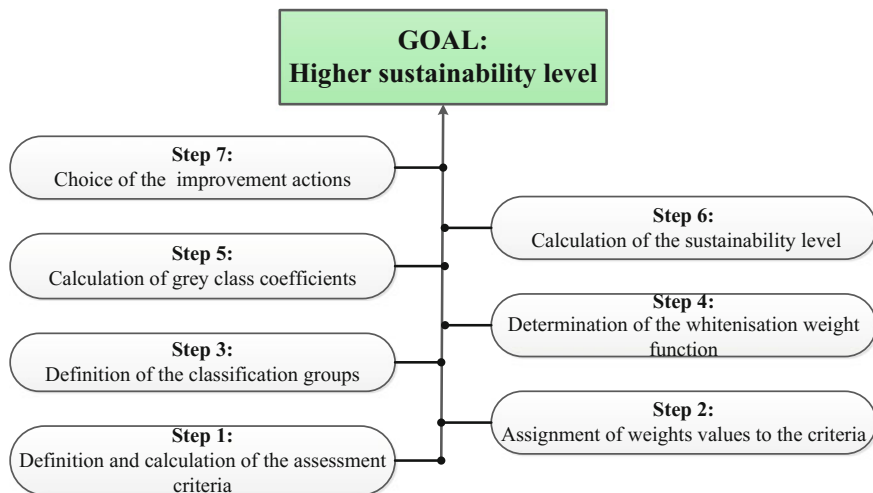 GOAL:
Higher sustainability level
Step 7:
Choice of the improvement actions
Step 6:
Calculation of the sustainability level
Step 5:
Calculation of grey class coefficients
Step 4:
Determination of the whitenisation weight
function
Step 3:
Definition of the classification groups
Step 2:
Assignment of weights values to the criteria
Step 1:
Definition and calculation of the assessment
criteria